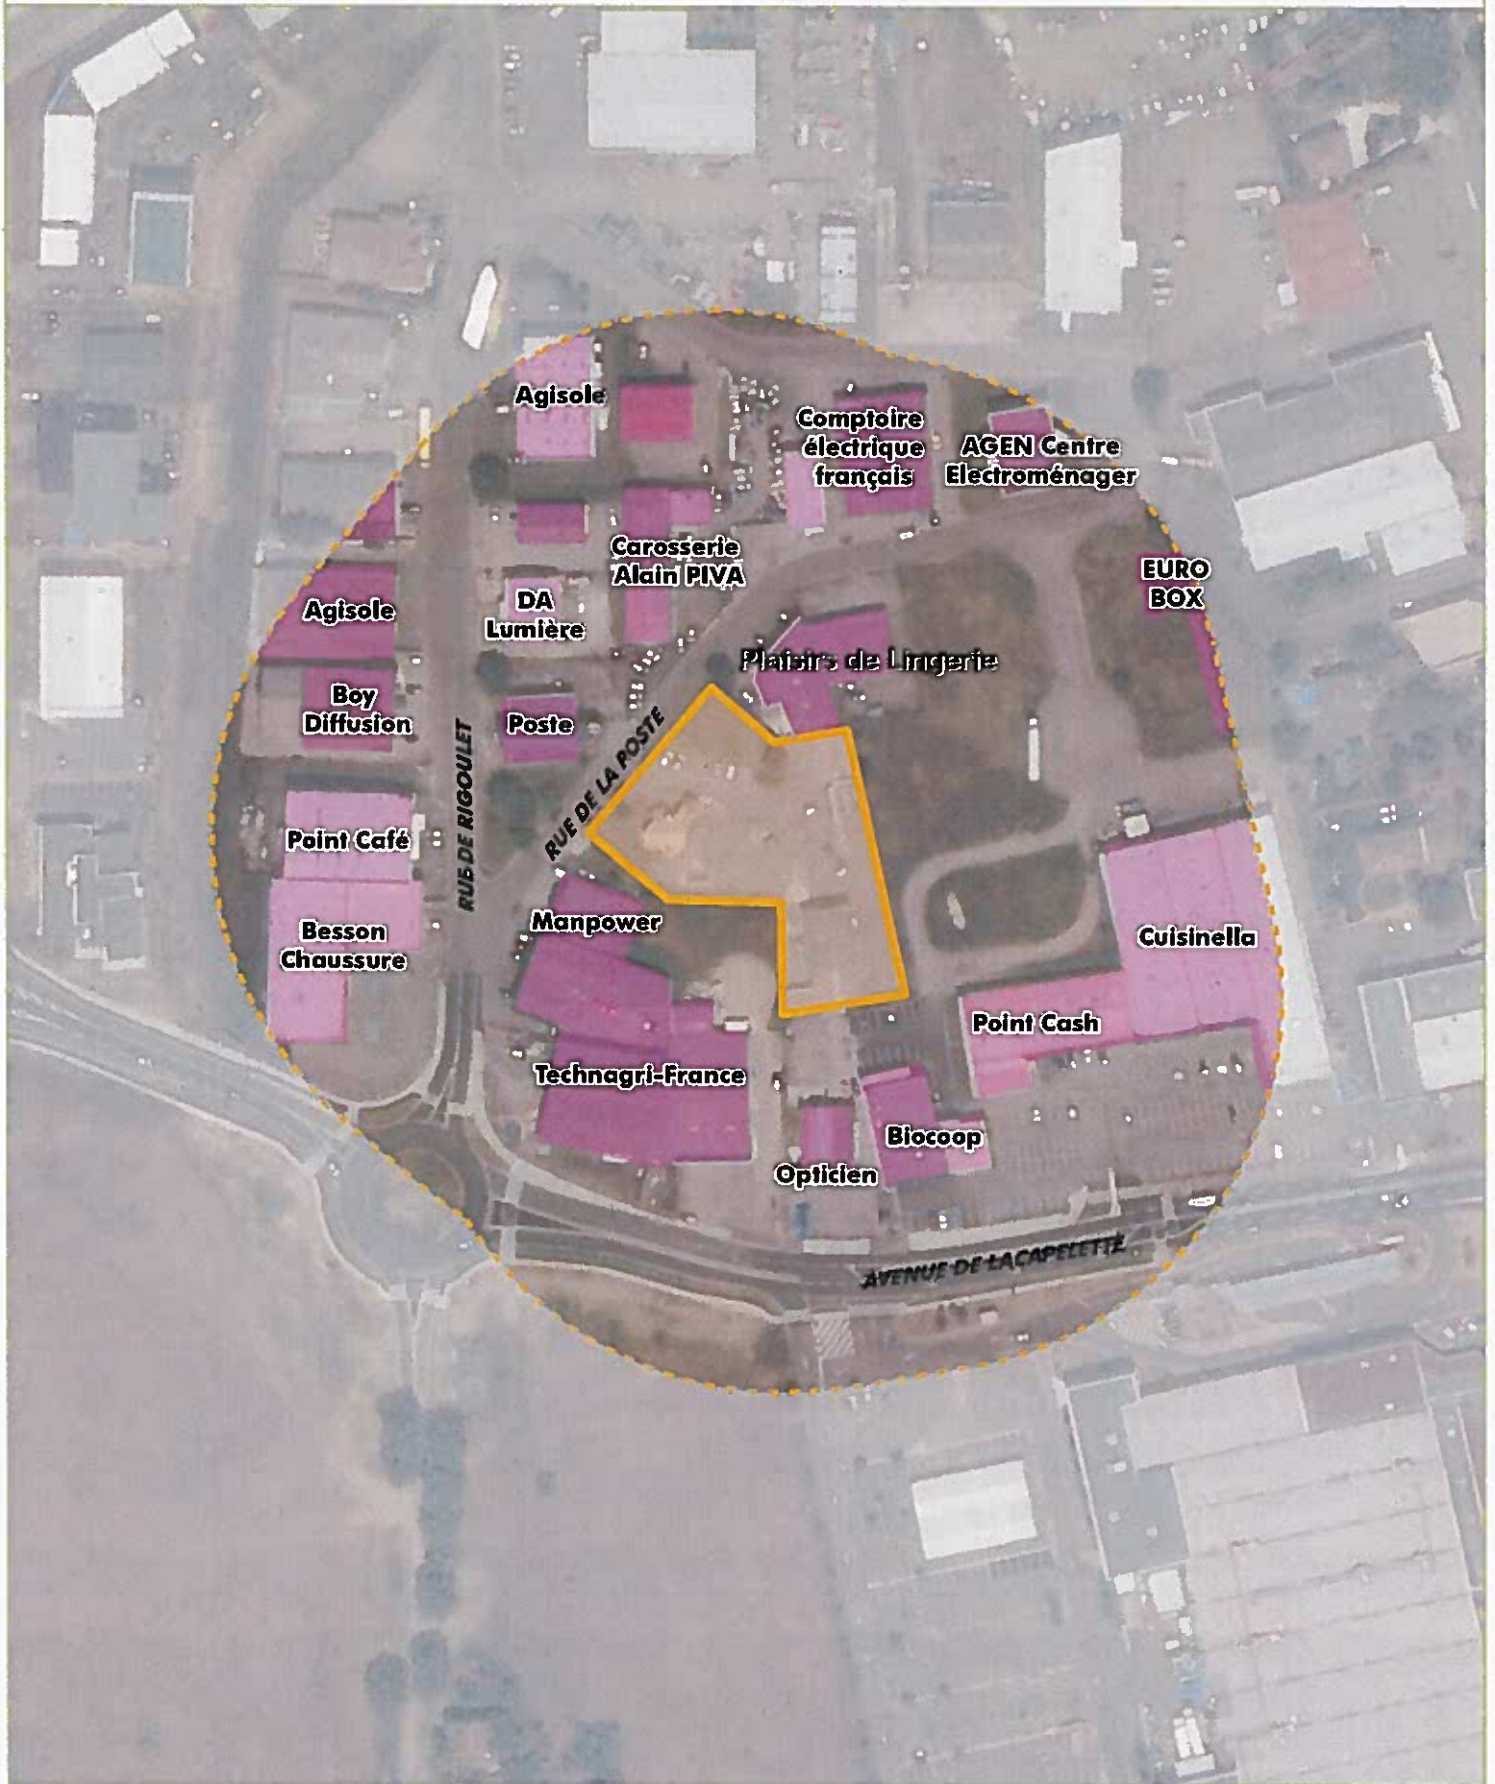 Agisole
Comptoire
électrique
français
AGEN Centre
Electroménager
Carosserie
Alain PIVA
EURO
BOX
Agisole
DA
Lumière
Plaisirs de Lingerie
Boy
Diffusion
Poste
RUE DE LA POSTE
RUE DE RIGOULET
Point Café
Manpower
Besson
Chaussure
Cuisinella
Point Cash
Technagri-France
Biocoop
Opticien
AVENUE DE LACAPELETTE